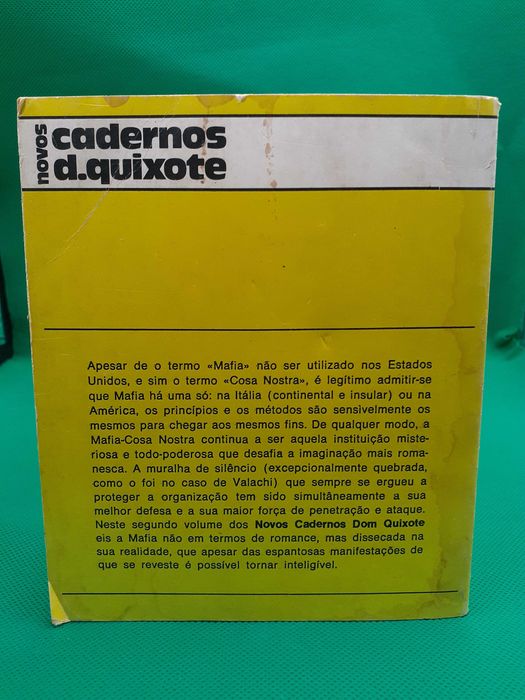 novos
cadernos
d.quixote
Apesar de o termo «Mafia» não ser utilizado nos Estados
Unidos, e sim o termo «Cosa Nostra», é legítimo admitir-se
que Mafia há uma só: na Itália (continental e insular) ou na
América, os princípios e os métodos são sensivelmente os
mesmos para chegar aos mesmos fins. De qualquer modo, a
Mafia-Cosa Nostra continua a ser aquela instituição miste-
riosa e todo-poderosa que desafia a imaginação mais roma-
nesca. A muralha de silêncio (excepcionalmente quebrada,
como o foi no caso de Valachi) que sempre se ergueu a
proteger a organização tem sido simultâneamente a sua
melhor defesa e a sua maior força de penetração e ataque.
Neste segundo volume dos Novos Cadernos Dom Quixote
eis a Mafia não em termos de romance, mas dissecada na
sua realidade, que apesar das espantosas manifestações de
que se reveste é possível tornar inteligível.